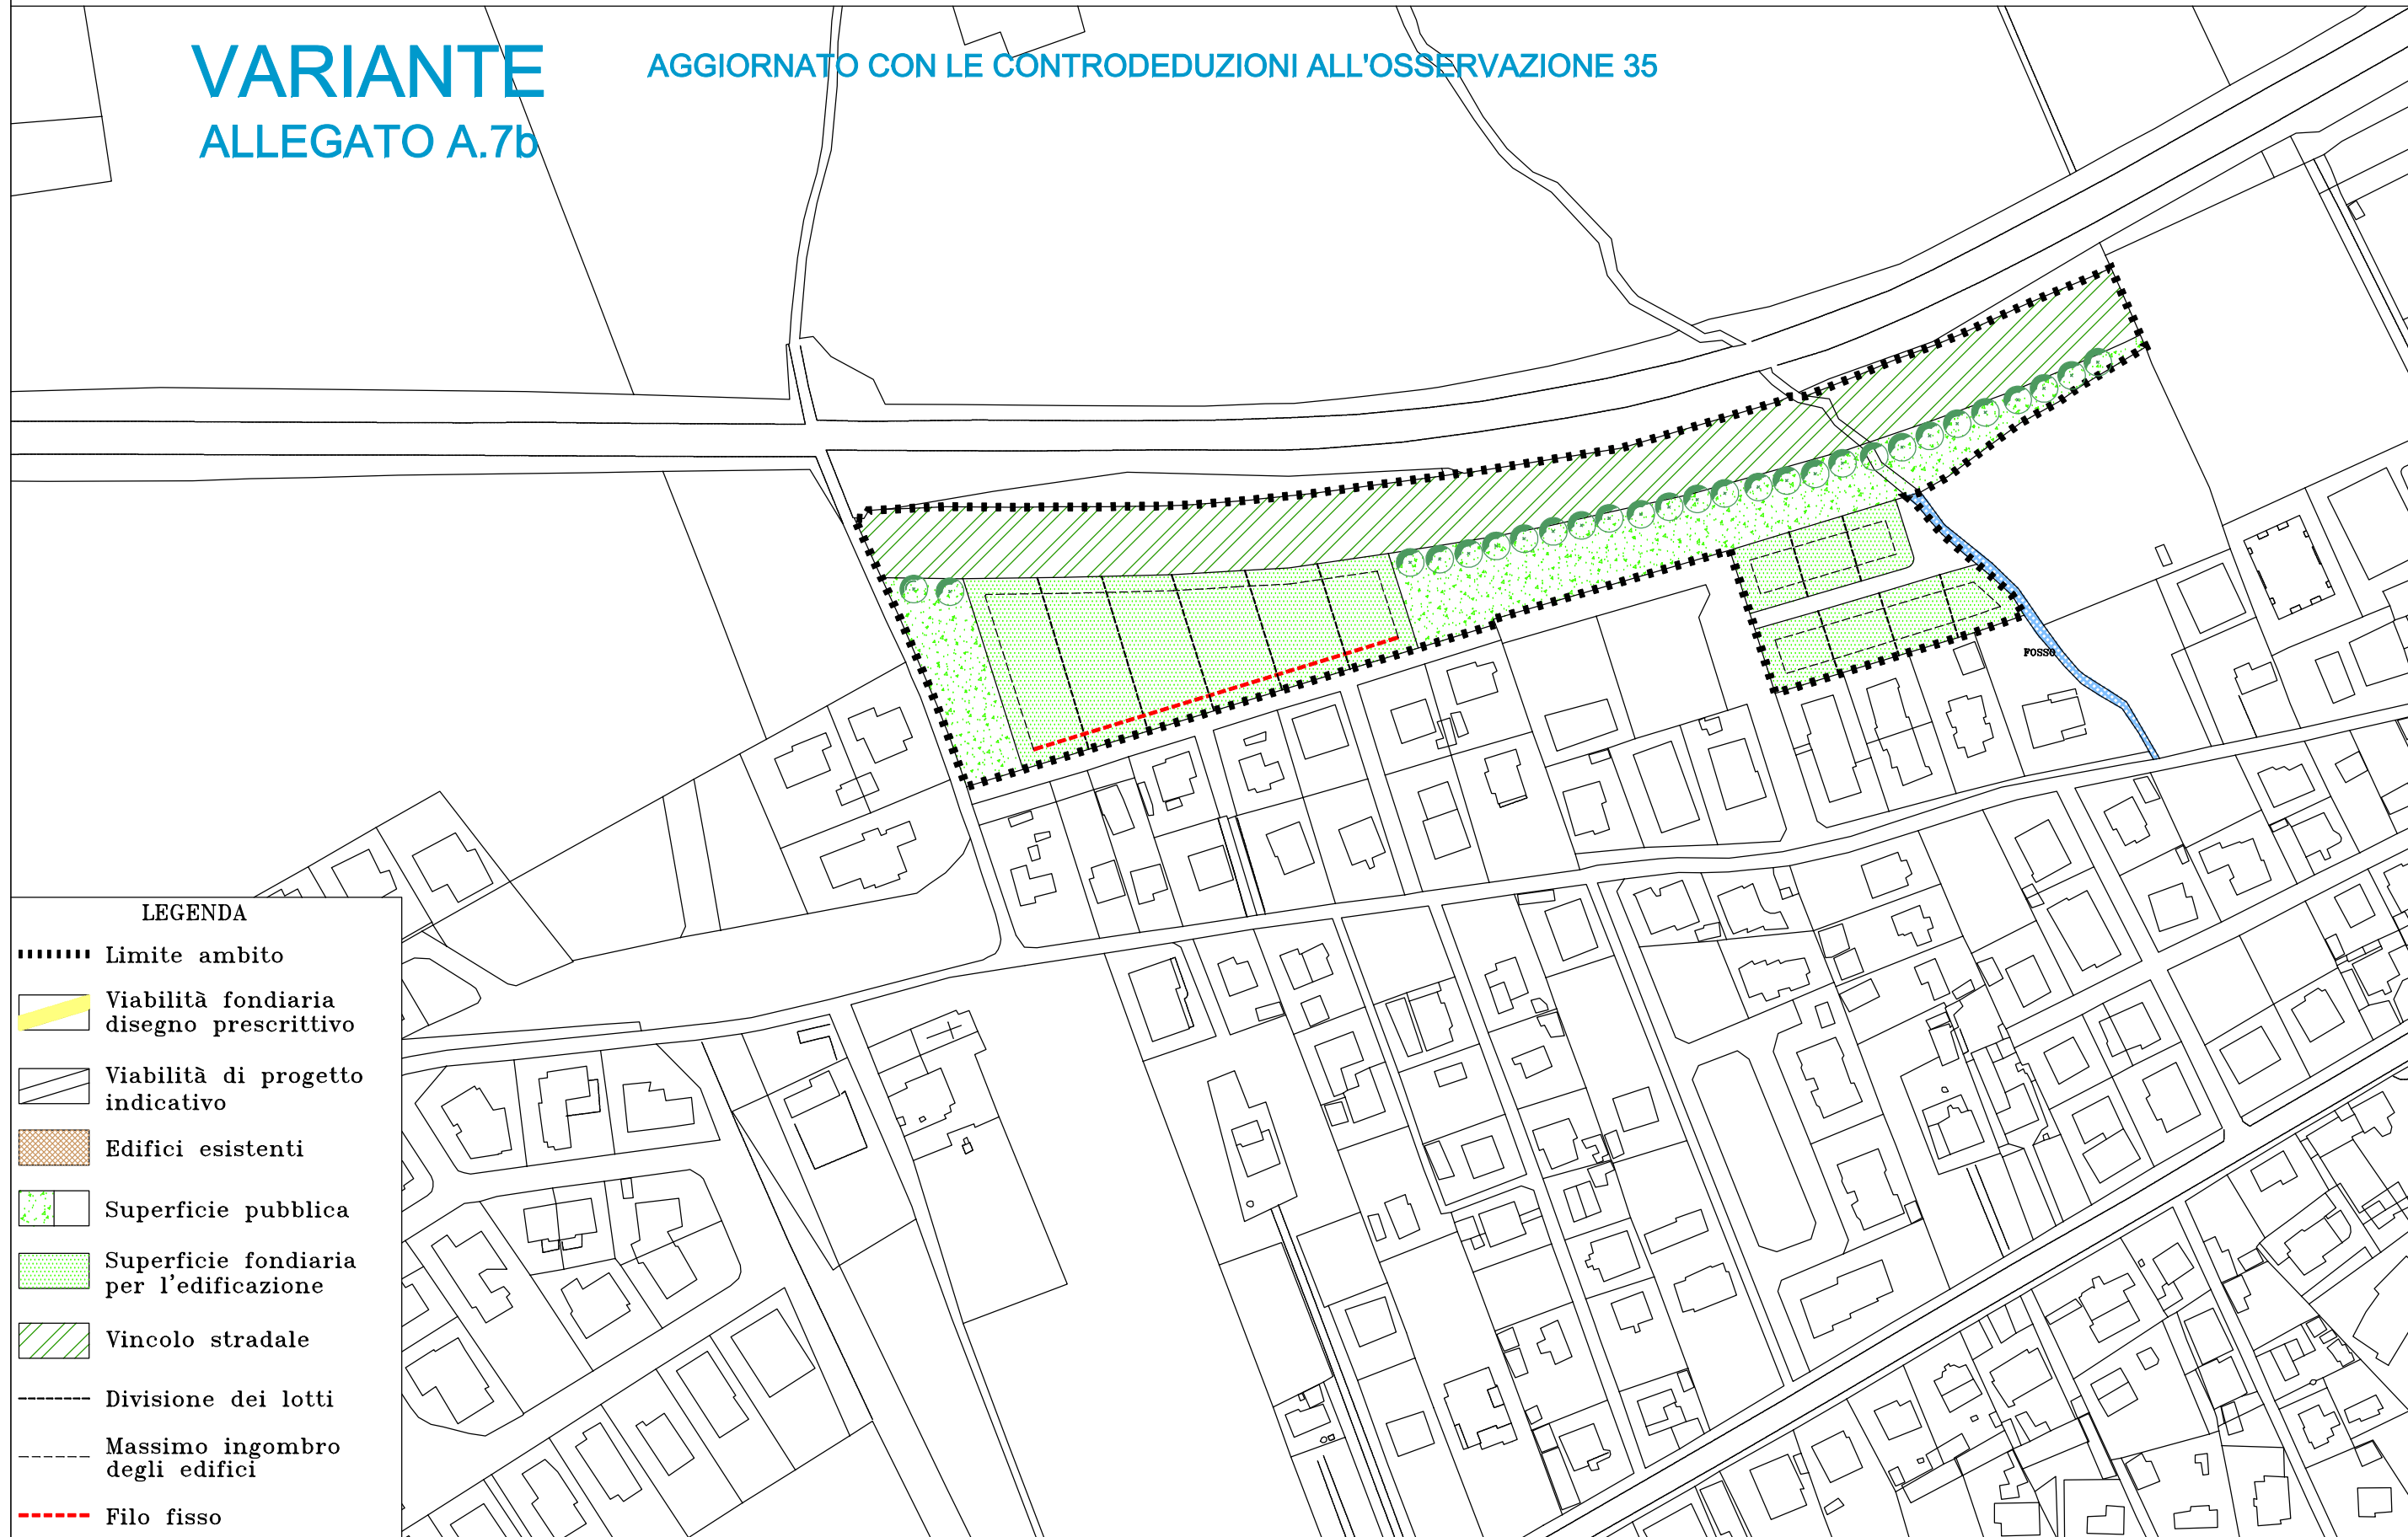 VARIANTE
AGGIORNATO CON LE CONTRODEDUZIONI ALL'OSSERVAZIONE 35
ALLEGATO A.7b
FOSSO
LEGENDA
Limite ambito
Viabilità fondiaria
disegno prescrittivo
Viabilità di progetto
indicativo
Edifici esistenti
Superficie pubblica
Superficie fondiaria
per l'edificazione
Vincolo stradale
Divisione dei lotti
Massimo ingombro
degli edifici
Filo fisso